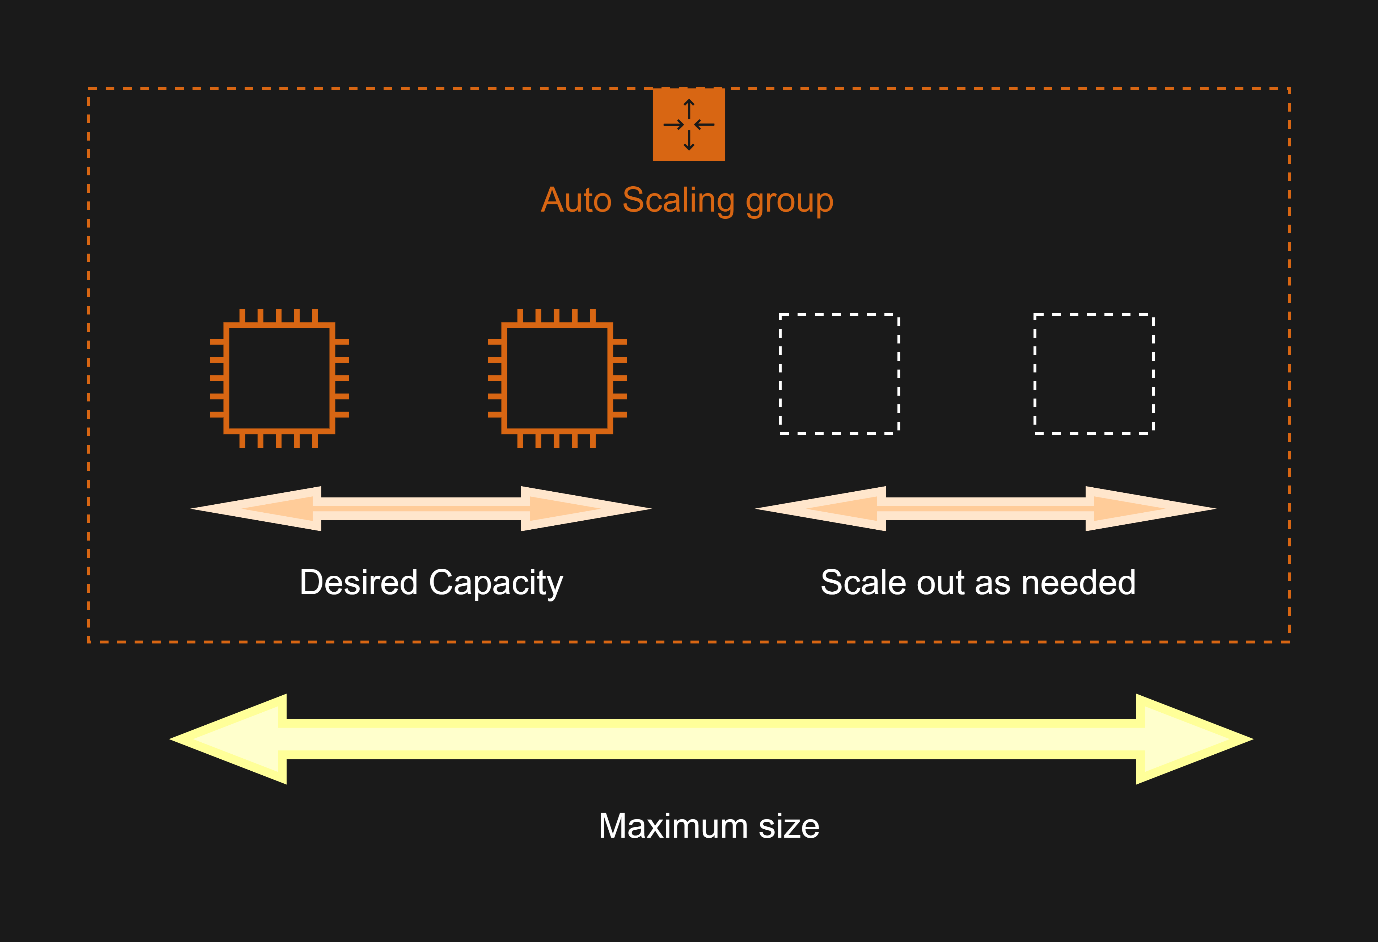 Auto Scaling group
Desired Capacity
Scale out as needed
Maximum size